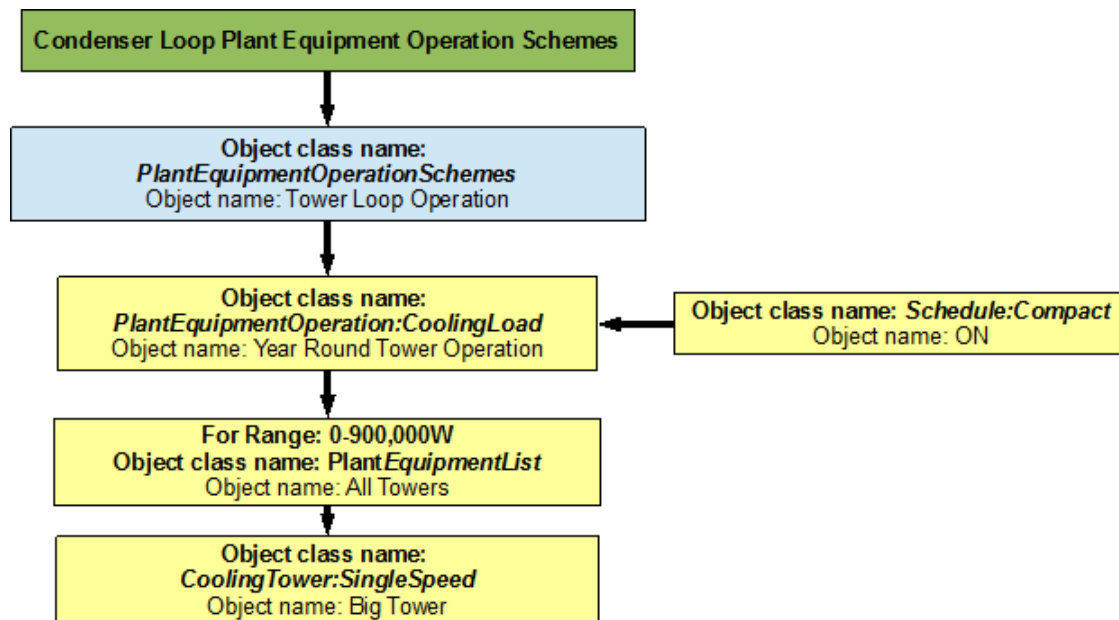 Condenser Loop Plant Equipment Operation Schemes
Object class name:
PlantEquipmentOperationSchemes
Object name: Tower Loop Operation
Object class name:
PlantEquipmentOperation:CoolingLoad
Object name: Year Round Tower Operation
Object class name: Schedule:Compact
Object name: ON
For Range: 0-900,000W
Object class name: PlantEquipmentList
Object name: All Towers
Object class name:
CoolingTower:SingleSpeed
Object name: Big Tower